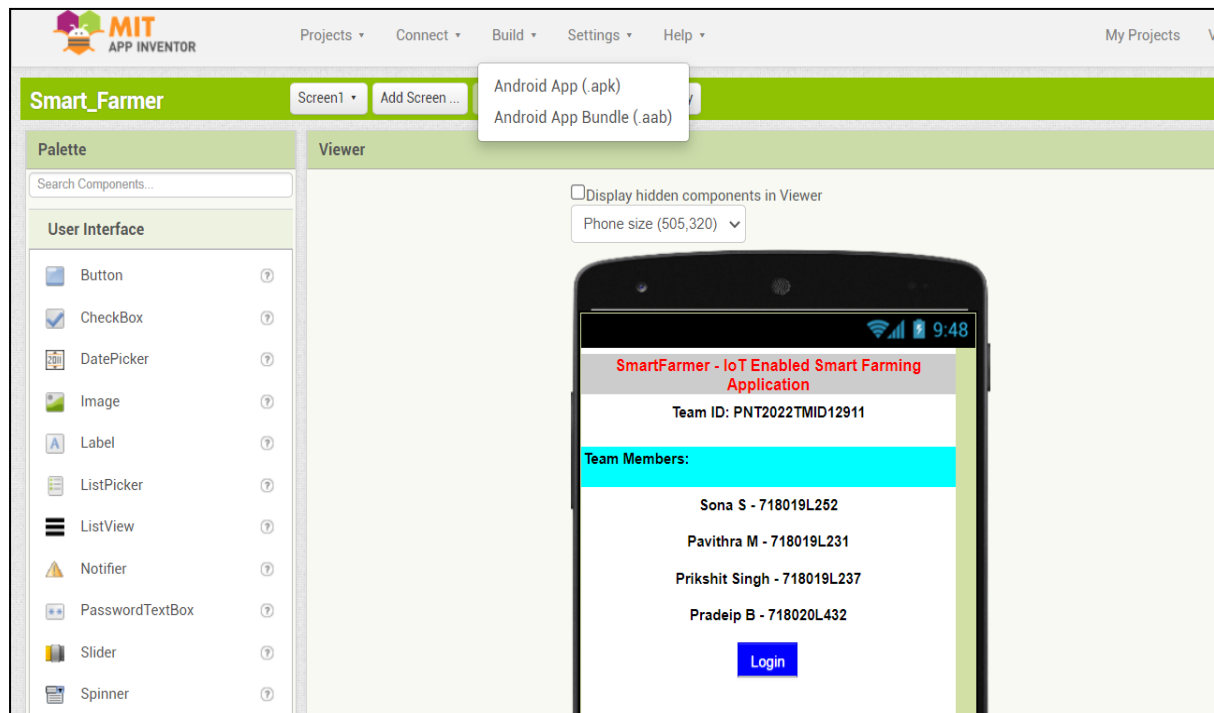 MIT
APP INVENTOR
Projects Connect Build Settings Help My Projects
Smart_Farmer Screen1 Add Screen ...
Android App (.apk)
Android App Bundle (.aab)
Palette Viewer
Search Components...
Display hidden components in Viewer
Phone size (505,320)
User Interface
Button
CheckBox
DatePicker
Image
Label
ListPicker
ListView
Notifier
PasswordTextBox
Slider
Spinner
9:48
SmartFarmer - IoT Enabled Smart Farming
Application
Team ID: PNT2022TMID12911
Team Members:
Sona S - 718019L252
Pavithra M - 718019L231
Prikshit Singh - 718019L237
Pradeip B - 718020L432
Login